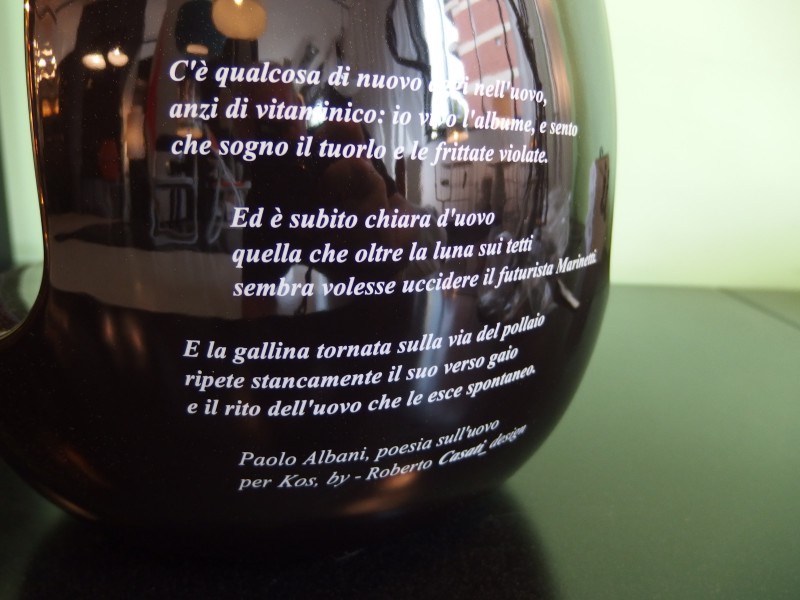 C'è qualcosa di nuovo oggi nell'uovo,
anzi di vitaminico: io vivo l'albume, e sento
che sogno il tuorlo e le frittate violate.
Ed è subito chiara d'uovo
quella che oltre la luna sui tetti
sembra volesse uccidere il futurista Marinetti.
E la gallina tornata sulla via del pollaio
ripete stancamente il suo verso gaio
e il rito dell'uovo che le esce spontaneo.
Paolo Albani, poesia sull'uovo
per Kos, by - Roberto Casati_design